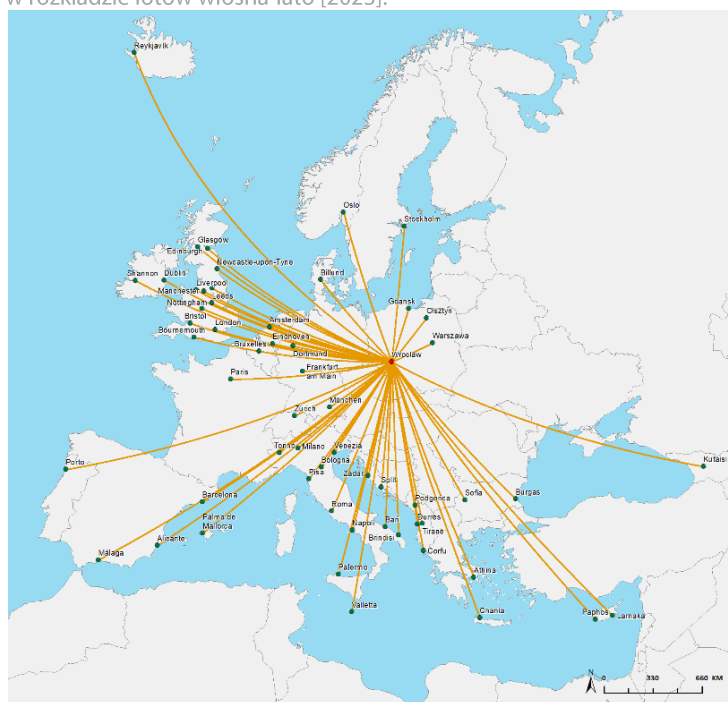 w rozkładzie lotów wiosna-lato [2023].
Reykjavik
Oslo
Stockholm
Glasgow
Edinburgh
Newcastle-upon-Tyne
Billund
Shannon
Dublin
Liverpool
Manchester
Leeds
Nottingham
Gdansk
Olsztyn
Bristol
London
Amsterdam
Bournemouth
Eindhoven
Warszawa
Bruxelles
Dortmund
Wroclaw
Paris
Frankfurt
am Main
München
Zürich
Torino
Milano
Venezia
Bologna
Kutaisi
Porto
Pisa
Zadar
Split
Barcelona
Podgorica
Sofia
Burgas
Roma
Palma de
Mallorca
Napoli
Bari
Durres
Tirane
Brindisi
Alicante
Corfu
Málaga
Palermo
Athina
Valletta
Chania
Paphos
Larnaka
N
0 330 660 KM